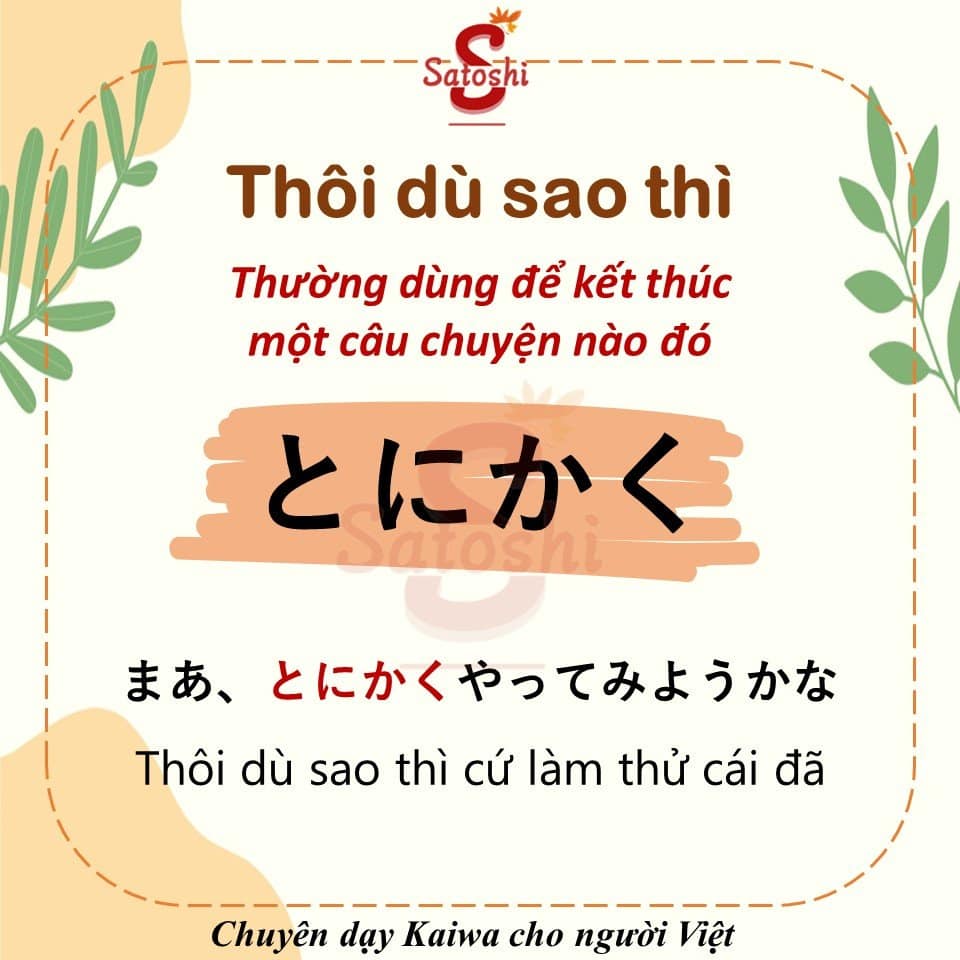 Satoshi
Thôi dù sao thì
Thường dùng để kết thúc
một câu chuyện nào đó
とにかく
Satoshi
まあ、とにかくやってみようかな
Thôi dù sao thì cứ làm thử cái đã
Chuyên dạy Kaiwa cho người Việt